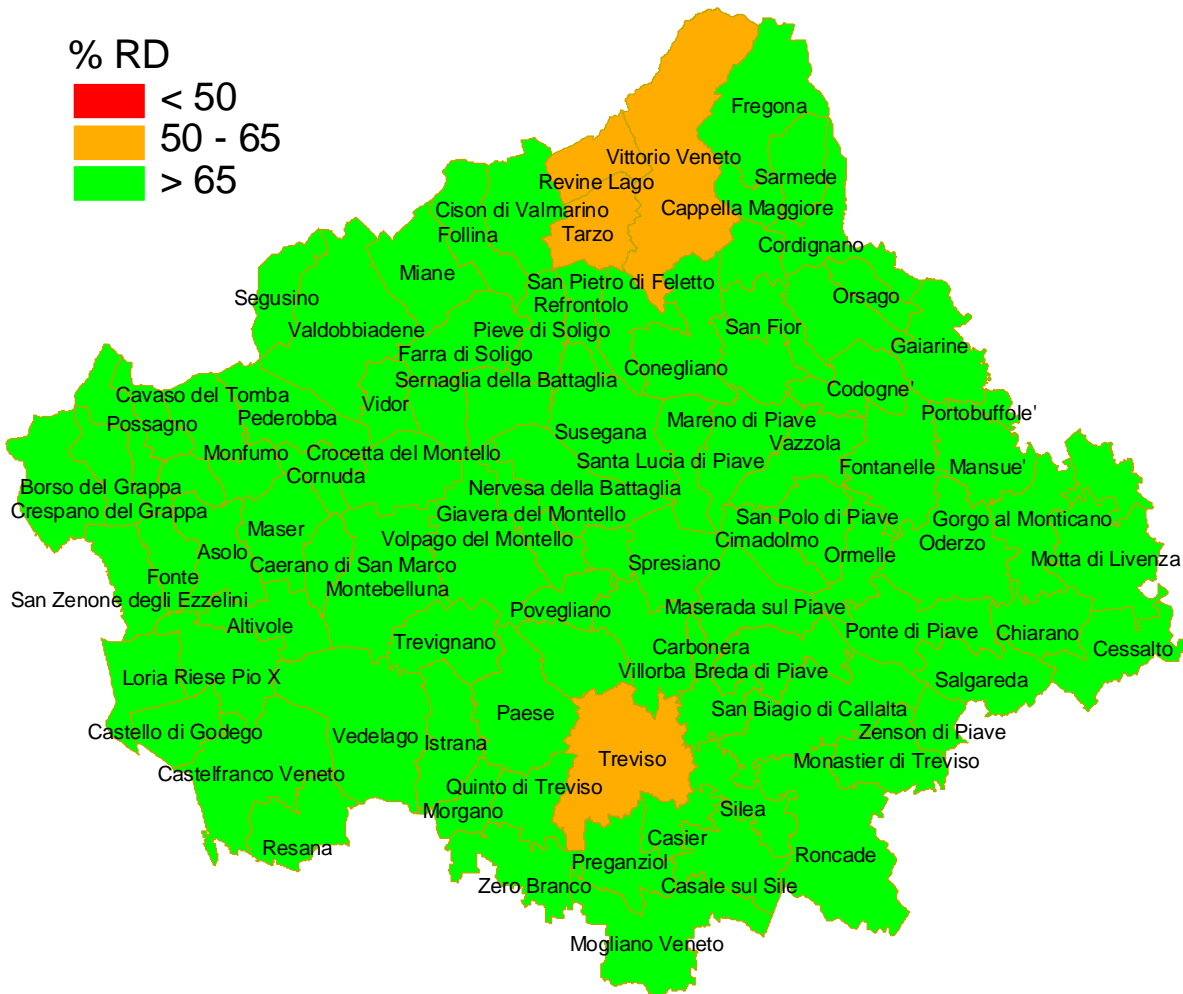 % RD
< 50
50 - 65
> 65
Fregona
Vittorio Veneto
Sarmede
Revine Lago
Cappella Maggiore
Cison di Valmarino
Tarzo
Follina
Cordignano
Miane
San Pietro di Feletto
Orsago
Segusino
Refrontolo
Valdobbiadene
Pieve di Soligo
San Fior
Gaiarine
Farra di Soligo
Conegliano
Sernaglia della Battaglia
Codogne'
Cavaso del Tomba
Vidor
Portobuffole'
Possagno
Pederobba
Mareno di Piave
Susegana
Vazzola
Monfumo
Crocetta del Montello
Santa Lucia di Piave
Fontanelle
Mansue'
Cornuda
Borso del Grappa
Nervesa della Battaglia
Crespano del Grappa
Giavera del Montello
San Polo di Piave
Gorgo al Monticano
Maser
Volpago del Montello
Cimadolmo
Oderzo
Asolo
Ormelle
Motta di Livenza
Caerano di San Marco
Spresiano
Fonte
Montebelluna
San Zenone degli Ezzelini
Povegliano
Maserada sul Piave
Altivole
Ponte di Piave
Chiarano
Trevignano
Carbonera
Cessalto
Loria
Riese Pio X
Villorba
Breda di Piave
Salgareda
Paese
San Biagio di Callalta
Castello di Godego
Vedelago
Istrana
Zenson di Piave
Treviso
Monastier di Treviso
Castelfranco Veneto
Quinto di Treviso
Morgano
Silea
Resana
Casier
Roncade
Preganziol
Zero Branco
Casale sul Sile
Mogliano Veneto